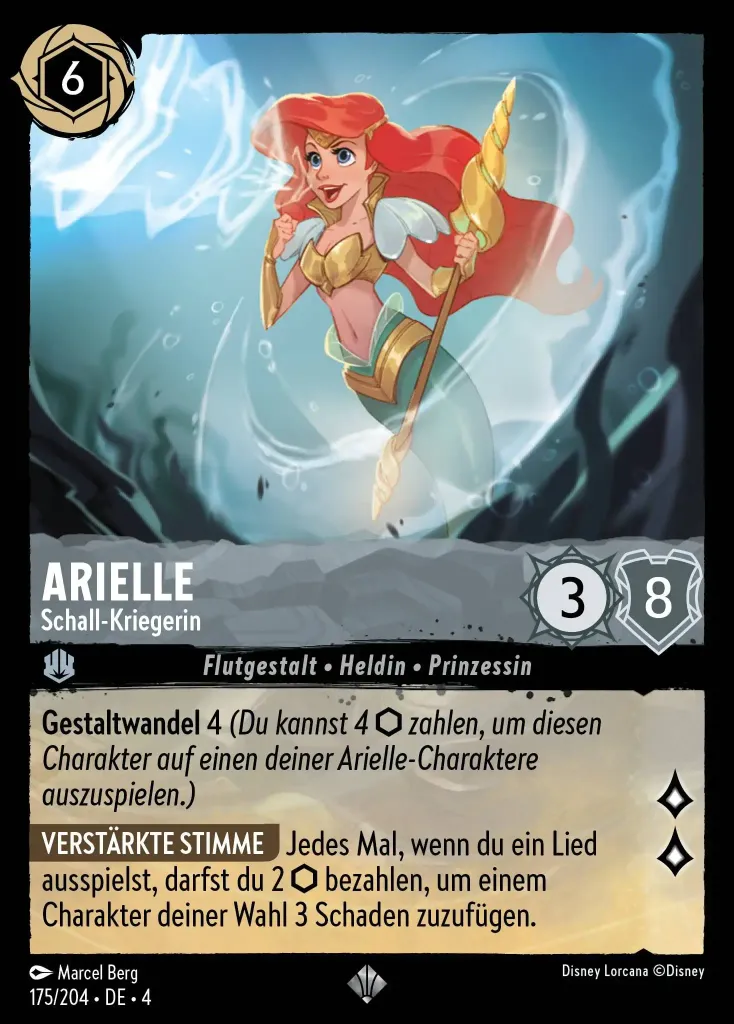 6
ARIELLE
Schall-Kriegerin
3
8
Flutgestalt • Heldin • Prinzessin
Gestaltwandel 4 (Du kannst 4 ⬡ zahlen, um diesen
Charakter auf einen deiner Arielle-Charaktere
auszuspielen.)
VERSTÄRKTE STIMME Jedes Mal, wenn du ein Lied
ausspielst, darfst du 2 ⬡ bezahlen, um einem
Charakter deiner Wahl 3 Schaden zuzufügen.
Marcel Berg
Disney Lorcana ©Disney
175/204 • DE • 4